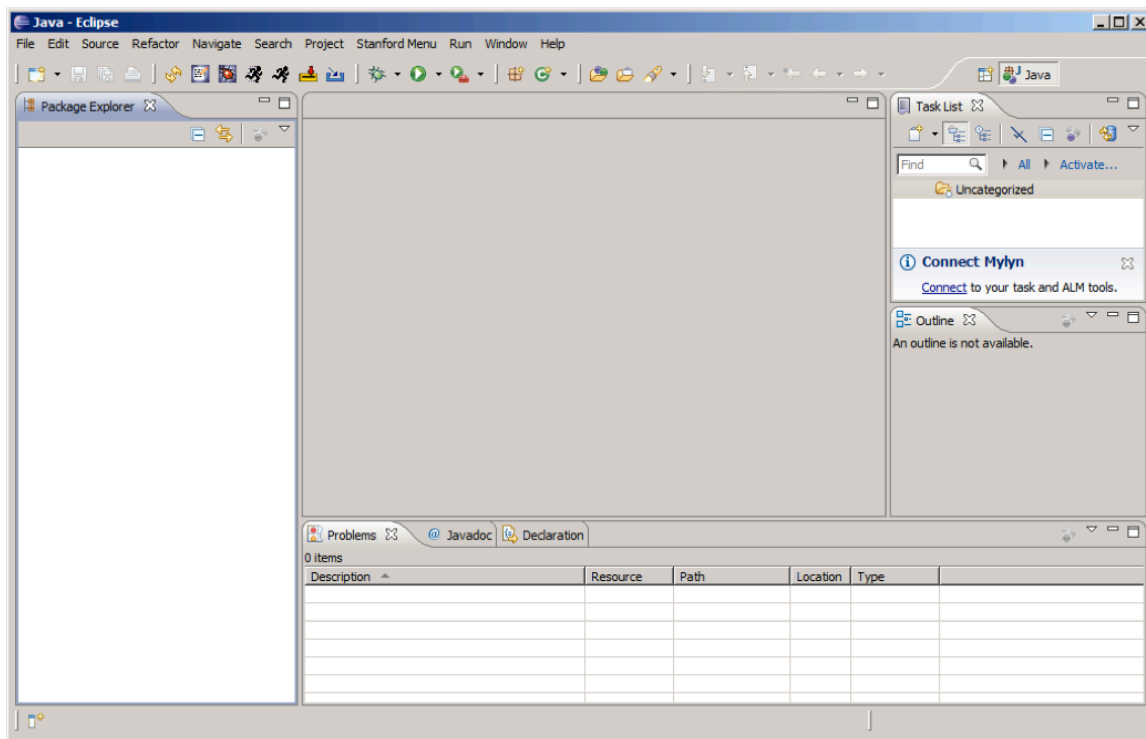 Java - Eclipse
File Edit Source Refactor Navigate Search Project Stanford Menu Run Window Help
Java
Package Explorer
Task List
Find All Activate...
Uncategorized
Connect Mylyn
Connect to your task and ALM tools.
Outline
An outline is not available.
Problems @ Javadoc Declaration
0 items
Description Resource Path Location Type